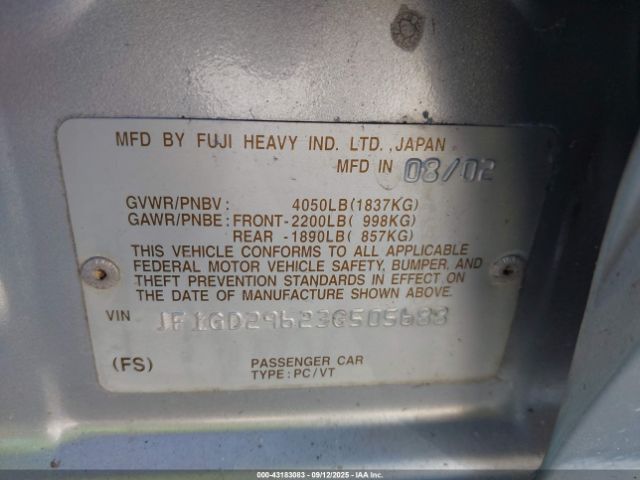 MFD BY FUJI HEAVY IND. LTD., JAPAN
MFD IN 08/02
GVWR/PNBV: 4050LB(1837KG)
GAWR/PNBE: FRONT-2200LB( 998KG)
REAR -1890LB( 857KG)
THIS VEHICLE CONFORMS TO ALL APPLICABLE
FEDERAL MOTOR VEHICLE SAFETY, BUMPER, AND
THEFT PREVENTION STANDARDS IN EFFECT ON
THE DATE OF MANUFACTURE SHOWN ABOVE.
VIN JF1GD29623G505688
(FS) PASSENGER CAR
TYPE: PC/VT
000-43183083 - 09/12/2025 - IAAI.COM